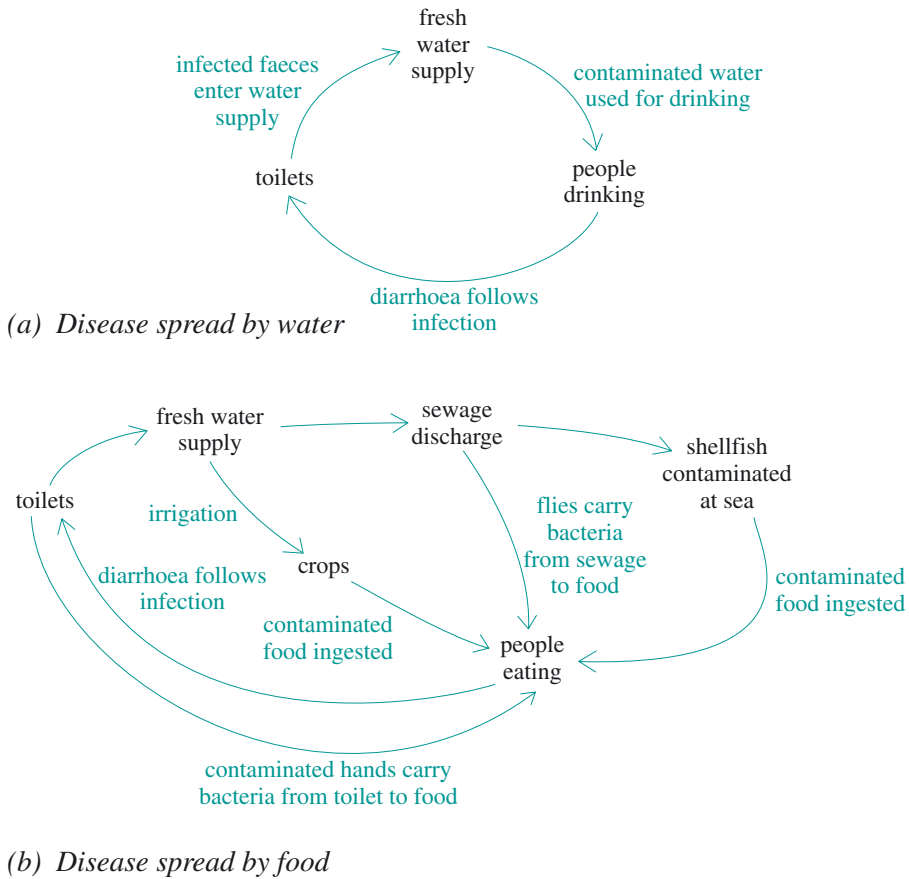 fresh
water
supply
infected faeces
enter water
supply
contaminated water
used for drinking
toilets
people
drinking
diarrhoea follows
infection
(a) Disease spread by water
fresh water
supply
sewage
discharge
shellfish
contaminated
at sea
toilets
irrigation
flies carry
bacteria
from sewage
to food
crops
diarrhoea follows
infection
contaminated
food ingested
contaminated
food ingested
people
eating
contaminated hands carry
bacteria from toilet to food
(b) Disease spread by food